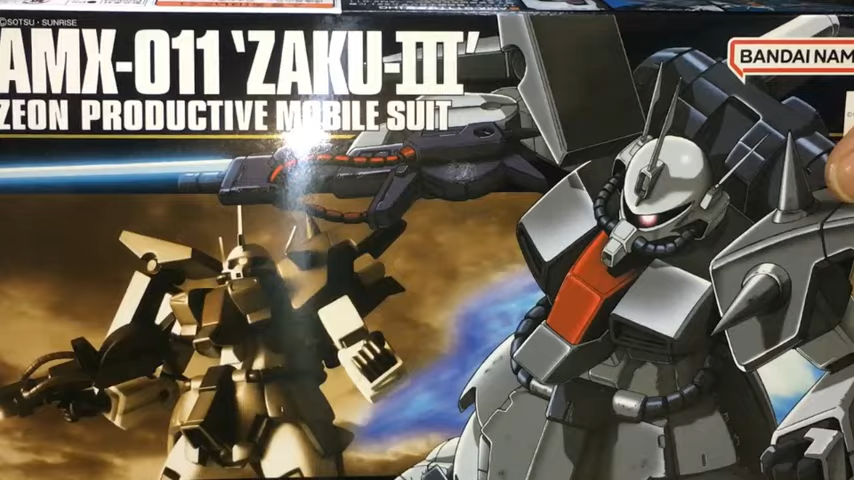 ©SOTSU・SUNRISE
AMX-011 'ZAKU-III'
ZEON PRODUCTIVE MOBILE SUIT
BANDAI NAM